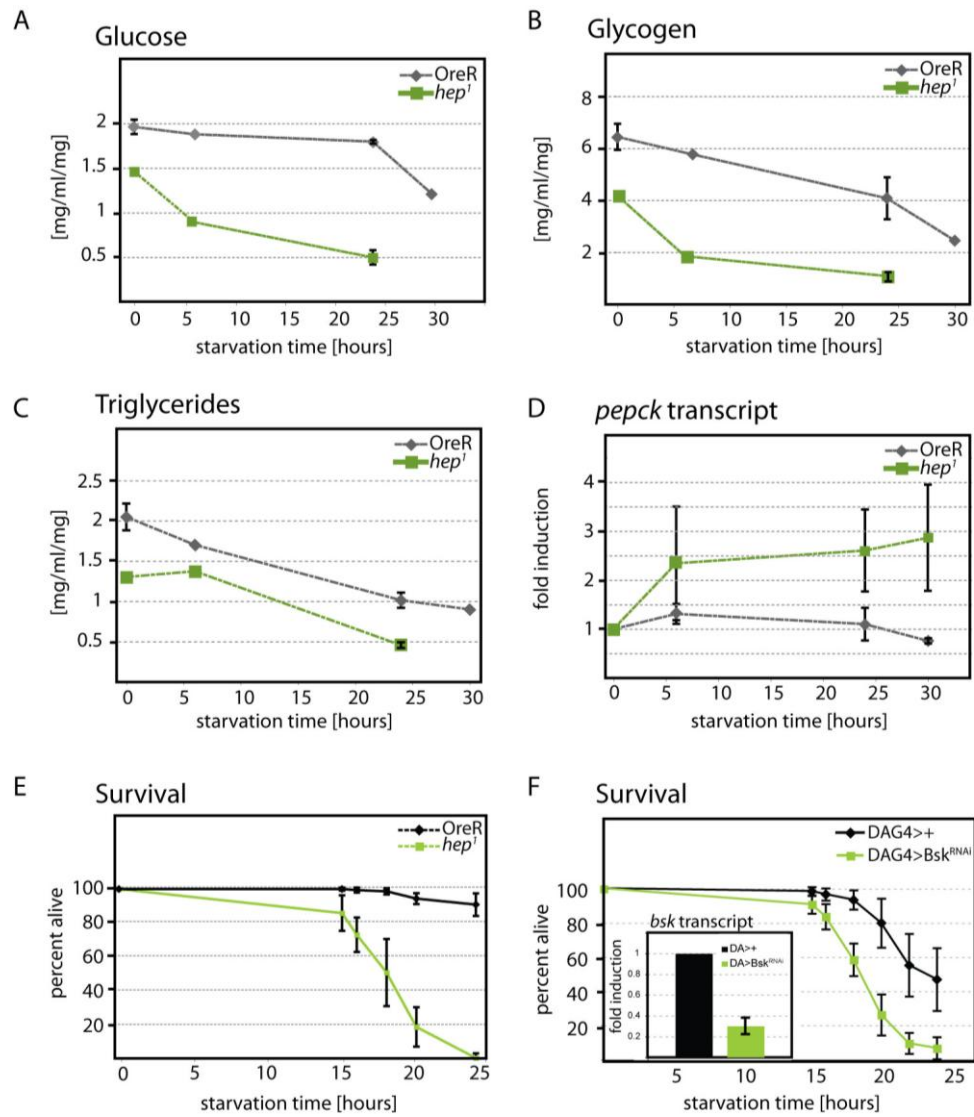 A
Glucose
OreR
hep¹
[mg/ml/mg]
2
1.5
1
0.5
0 5 10 15 20 25 30
starvation time [hours]
B
Glycogen
OreR
hep¹
[mg/ml/mg]
8
6
4
2
0 5 10 15 20 25 30
starvation time [hours]
C
Triglycerides
OreR
hep¹
[mg/ml/mg]
2.5
2
1.5
1
0.5
0 5 10 15 20 25 30
starvation time [hours]
D
pepck transcript
OreR
hep¹
fold induction
4
3
2
1
0 5 10 15 20 25 30
starvation time [hours]
E
Survival
OreR
hep¹
percent alive
100
80
60
40
20
0 5 10 15 20 25
starvation time [hours]
F
Survival
DAG4>+
DAG4>Bskᴿᴺᴬⁱ
percent alive
100
80
60
40
20
bsk transcript
DA>+
DA>Bskᴿᴺᴬⁱ
fold induction
1
0.8
0.6
0.4
0.2
5 10 15 20 25
starvation time [hours]